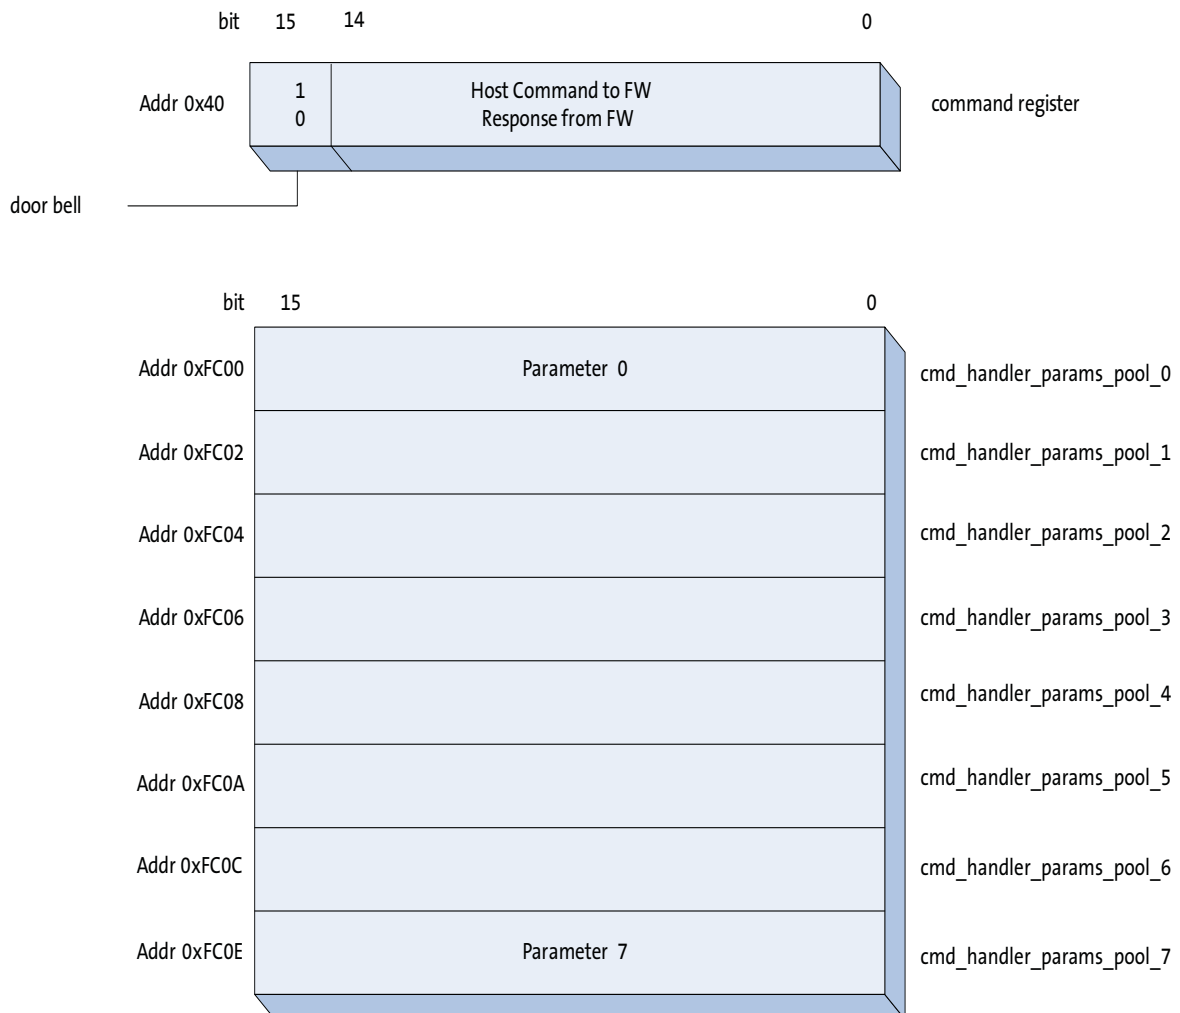 bit 15 14 0
Addr 0x40 1 Host Command to FW command register
0 Response from FW
door bell
bit 15 0
Addr 0xFC00 Parameter 0 cmd_handler_params_pool_0
Addr 0xFC02 cmd_handler_params_pool_1
Addr 0xFC04 cmd_handler_params_pool_2
Addr 0xFC06 cmd_handler_params_pool_3
Addr 0xFC08 cmd_handler_params_pool_4
Addr 0xFC0A cmd_handler_params_pool_5
Addr 0xFC0C cmd_handler_params_pool_6
Addr 0xFC0E Parameter 7 cmd_handler_params_pool_7